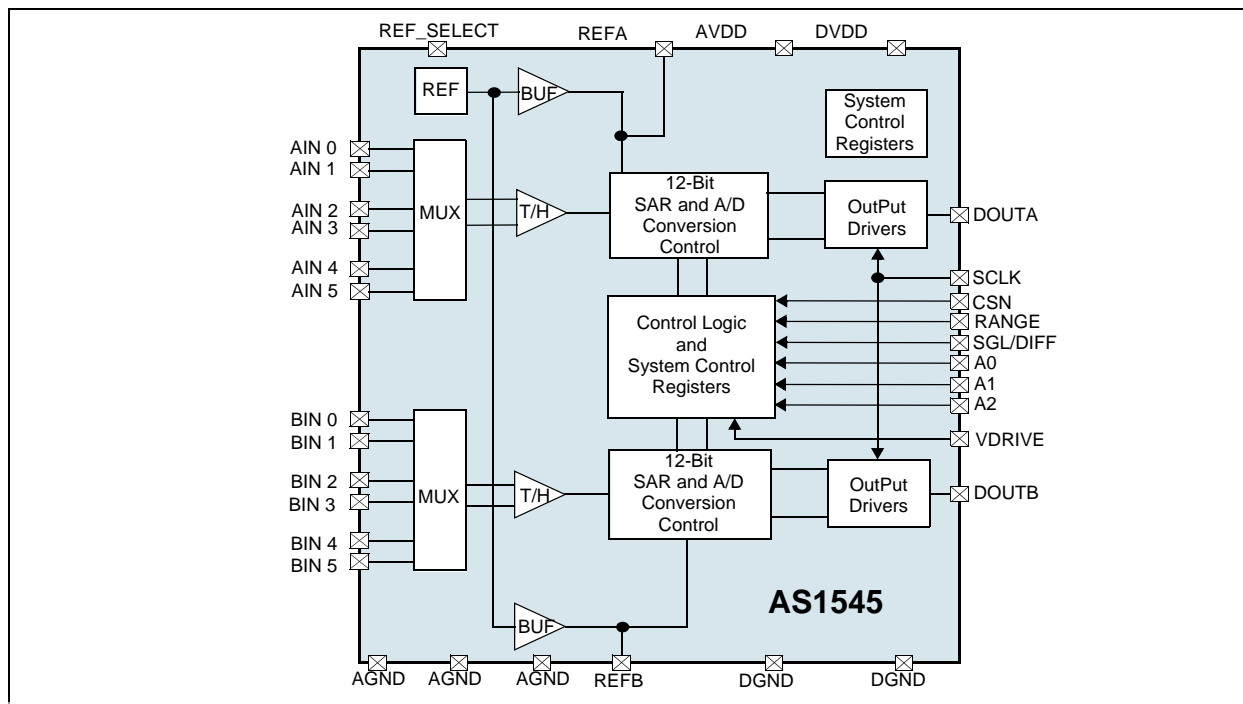 REF_SELECT
REFA
AVDD
DVDD
REF
BUF
System
Control
Registers
AIN 0
AIN 1
AIN 2
AIN 3
AIN 4
AIN 5
MUX
T/H
12-Bit
SAR and A/D
Conversion
Control
OutPut
Drivers
DOUTA
SCLK
CSN
RANGE
SGL/DIFF
A0
A1
A2
VDRIVE
Control Logic
and
System Control
Registers
BIN 0
BIN 1
BIN 2
BIN 3
BIN 4
BIN 5
MUX
T/H
12-Bit
SAR and A/D
Conversion
Control
OutPut
Drivers
DOUTB
BUF
AS1545
AGND
AGND
AGND
REFB
DGND
DGND